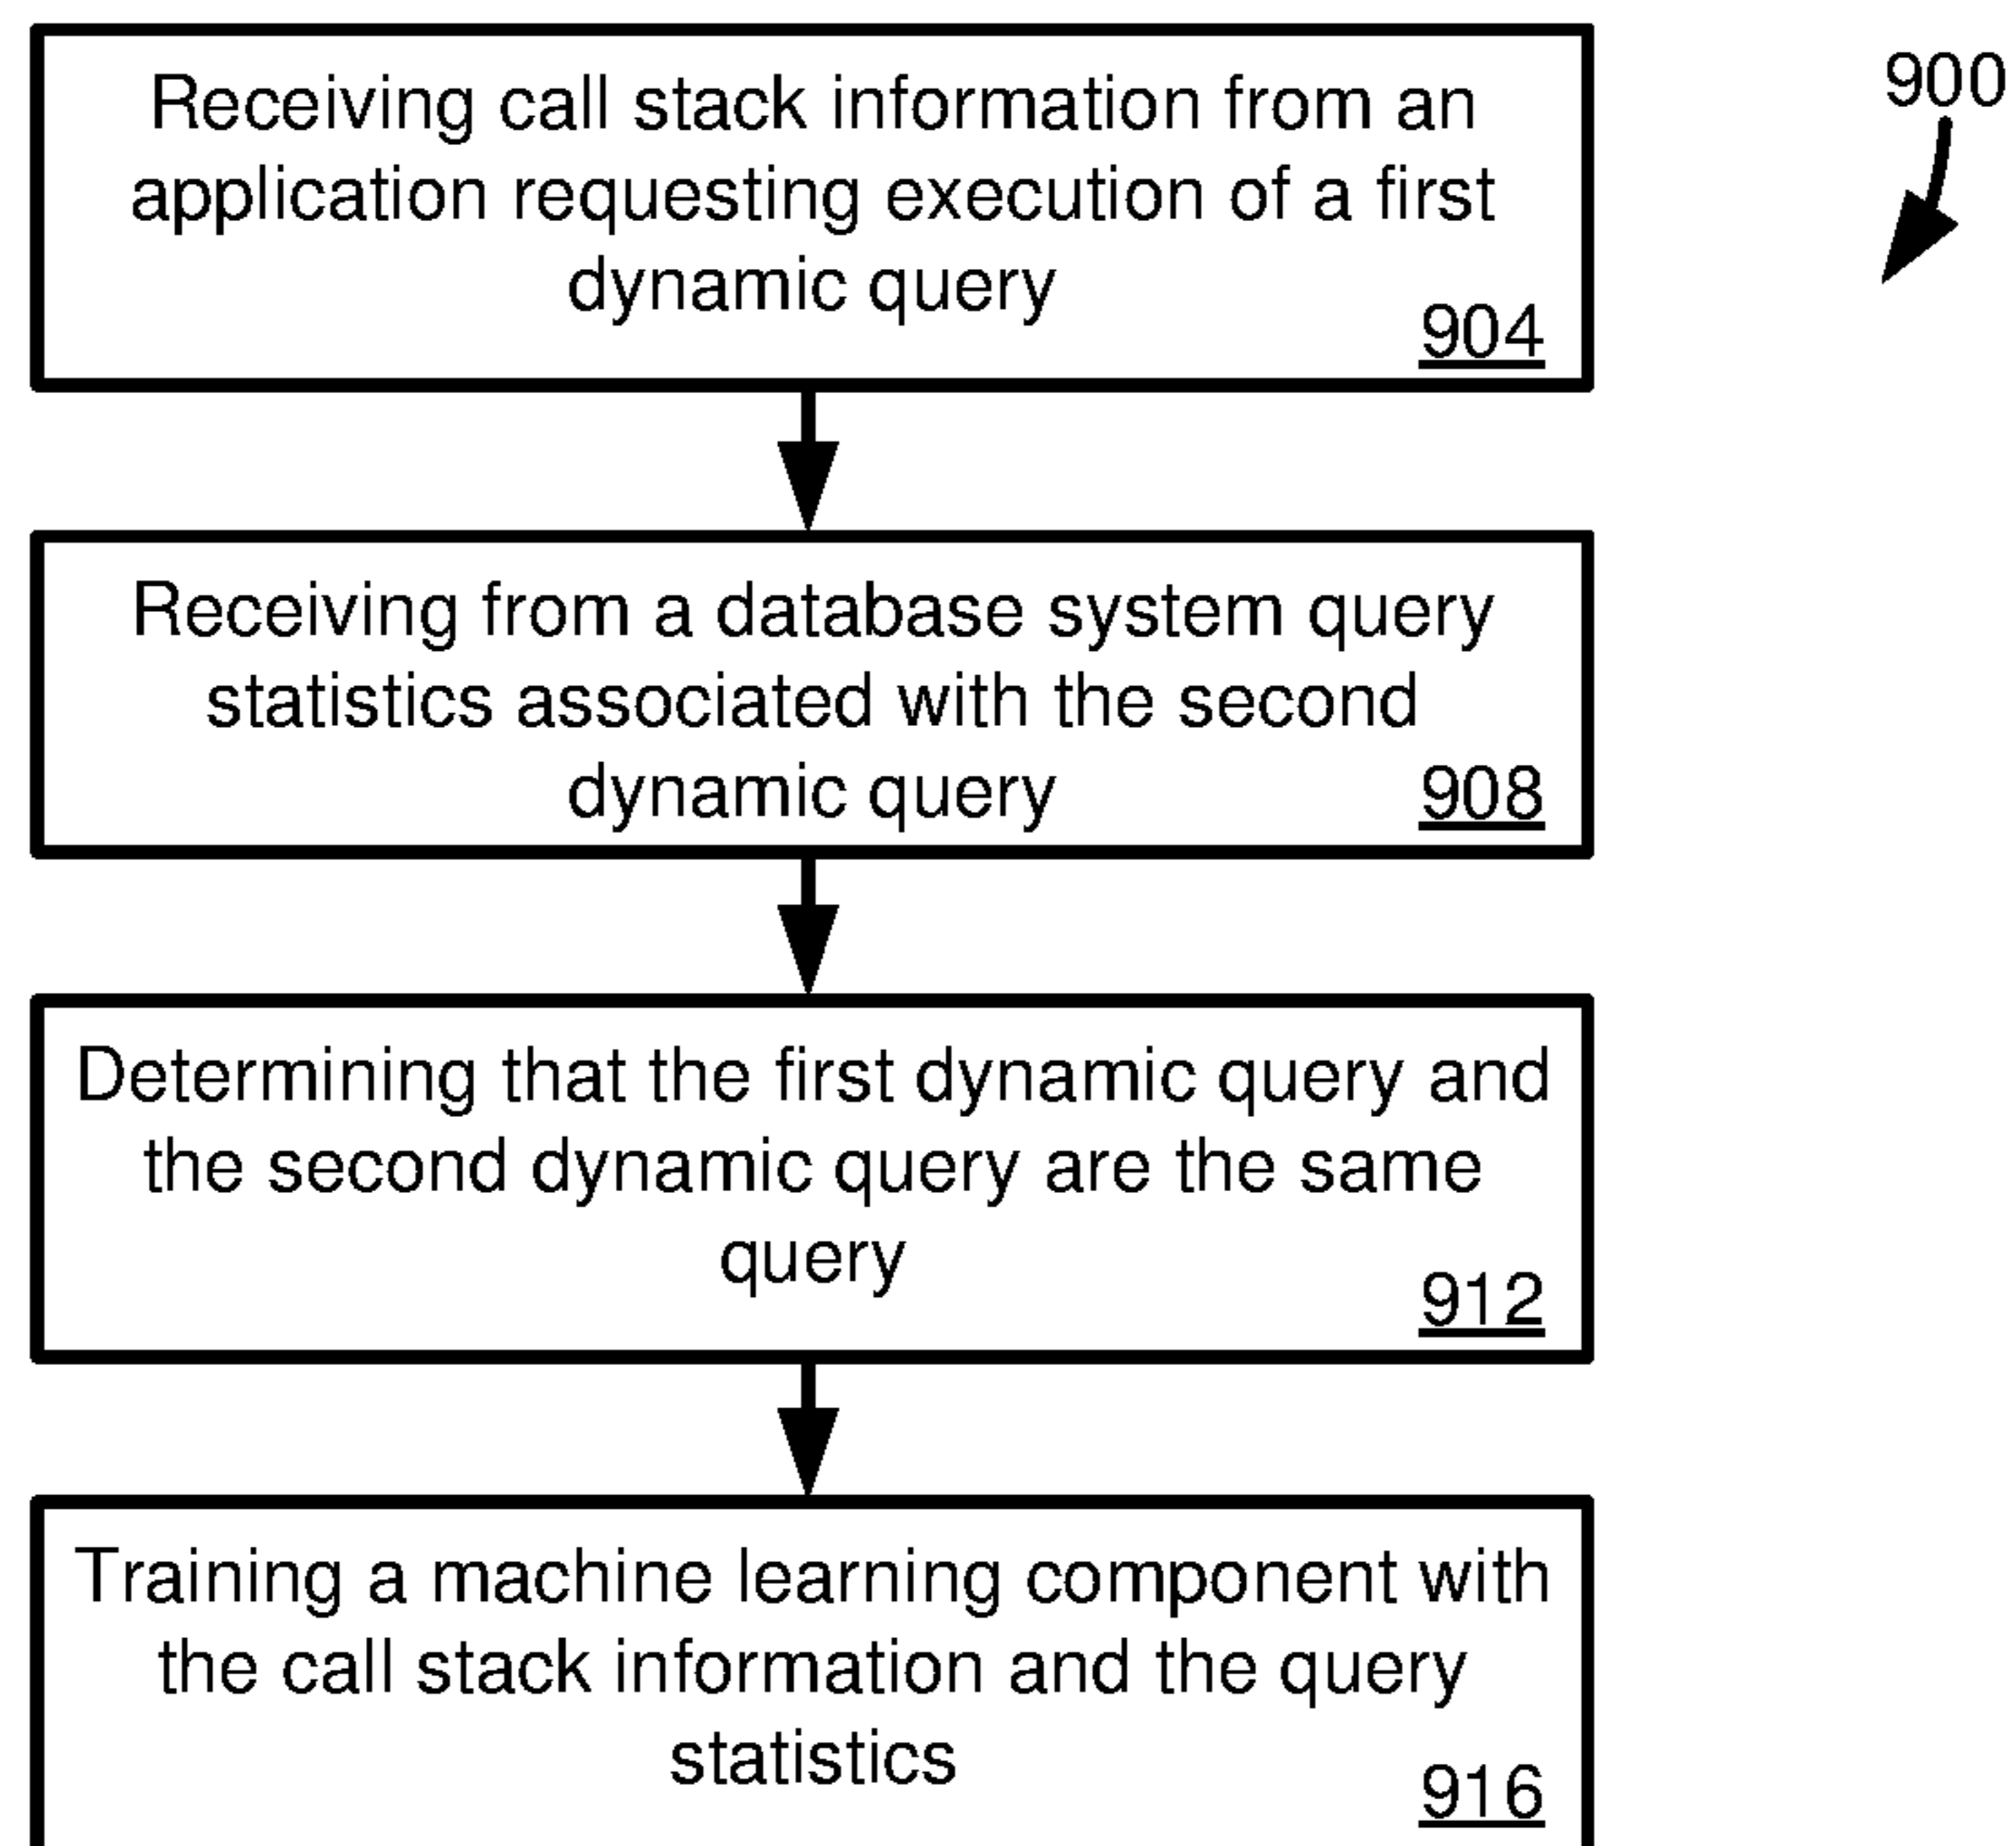 Receiving call stack information from an
application requesting execution of a first
dynamic query
904
900
Receiving from a database system query
statistics associated with the second
dynamic query
908
Determining that the first dynamic query and
the second dynamic query are the same
query
912
Training a machine learning component with
the call stack information and the query
statistics
916